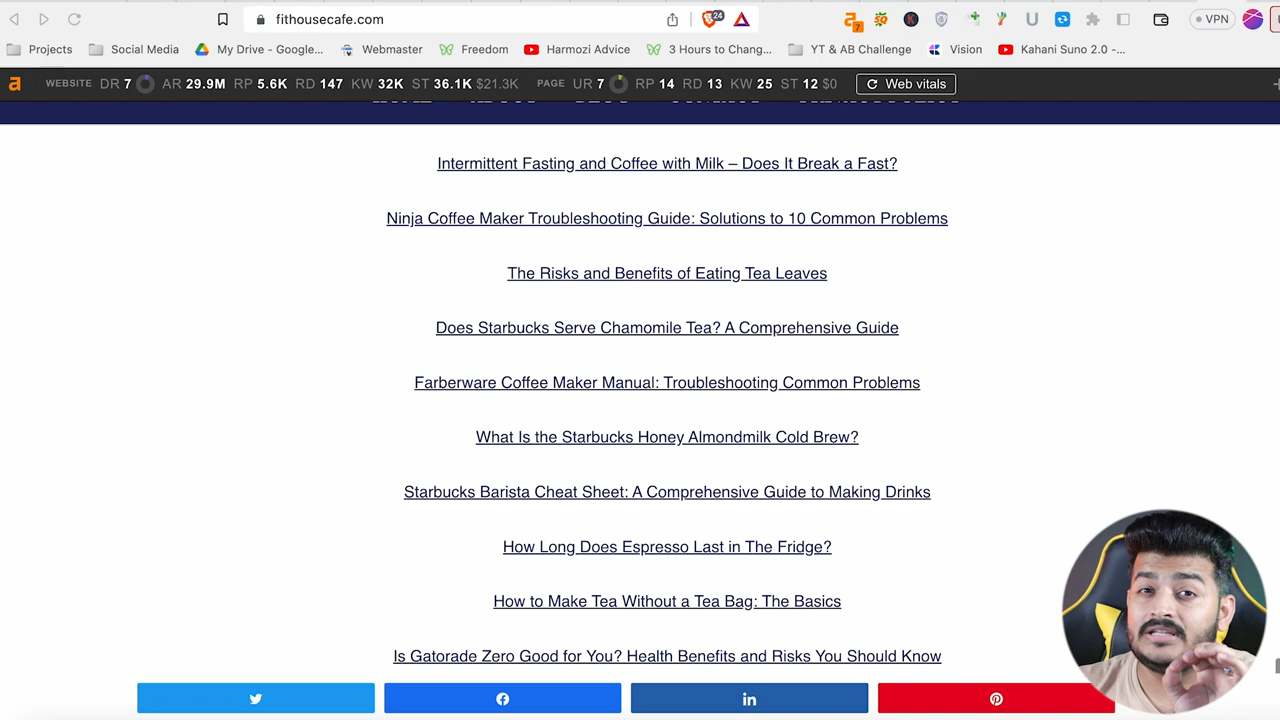 fithousecafe.com
24
7
VPN
Projects
Social Media
My Drive - Google...
Webmaster
Freedom
Harmozi Advice
3 Hours to Chang...
YT & AB Challenge
Vision
Kahani Suno 2.0 -...
a WEBSITE DR 7 AR 29.9M RP 5.6K RD 147 KW 32K ST 36.1K $21.3K PAGE UR 7 RP 14 RD 13 KW 25 ST 12 $0 Web vitals
Intermittent Fasting and Coffee with Milk – Does It Break a Fast?
Ninja Coffee Maker Troubleshooting Guide: Solutions to 10 Common Problems
The Risks and Benefits of Eating Tea Leaves
Does Starbucks Serve Chamomile Tea? A Comprehensive Guide
Farberware Coffee Maker Manual: Troubleshooting Common Problems
What Is the Starbucks Honey Almondmilk Cold Brew?
Starbucks Barista Cheat Sheet: A Comprehensive Guide to Making Drinks
How Long Does Espresso Last in The Fridge?
How to Make Tea Without a Tea Bag: The Basics
Is Gatorade Zero Good for You? Health Benefits and Risks You Should Know